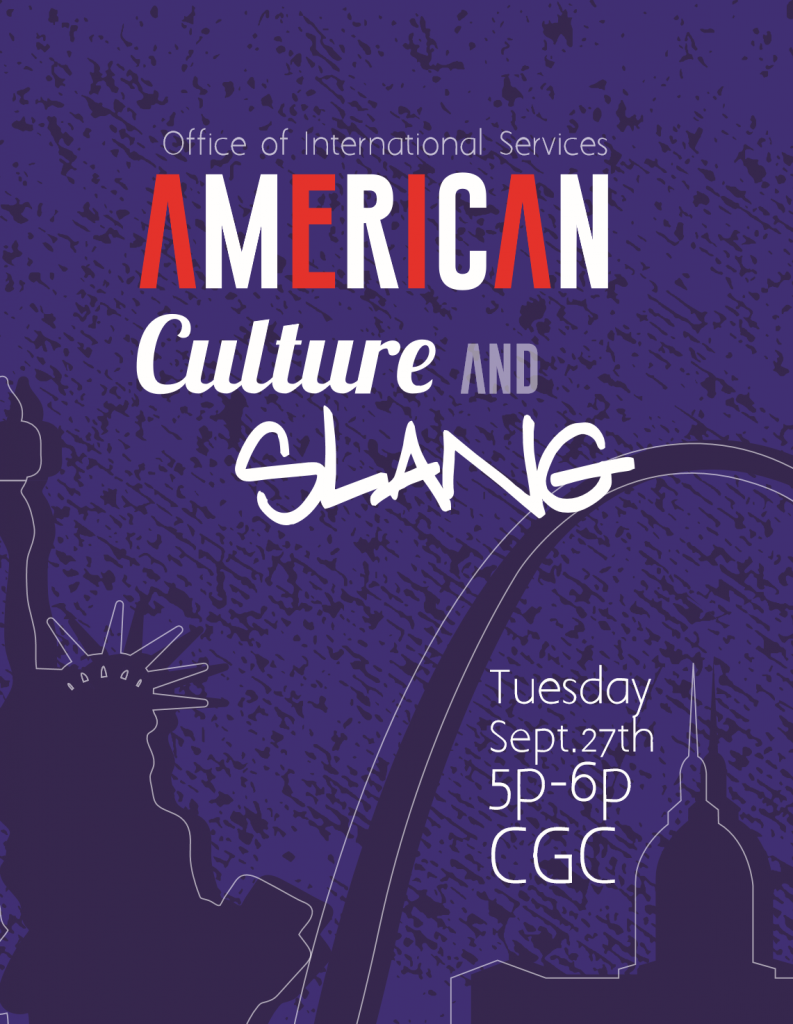 Office of International Services
AMERICAN
Culture AND
SLANG
Tuesday
Sept.27th
5p-6p
CGC